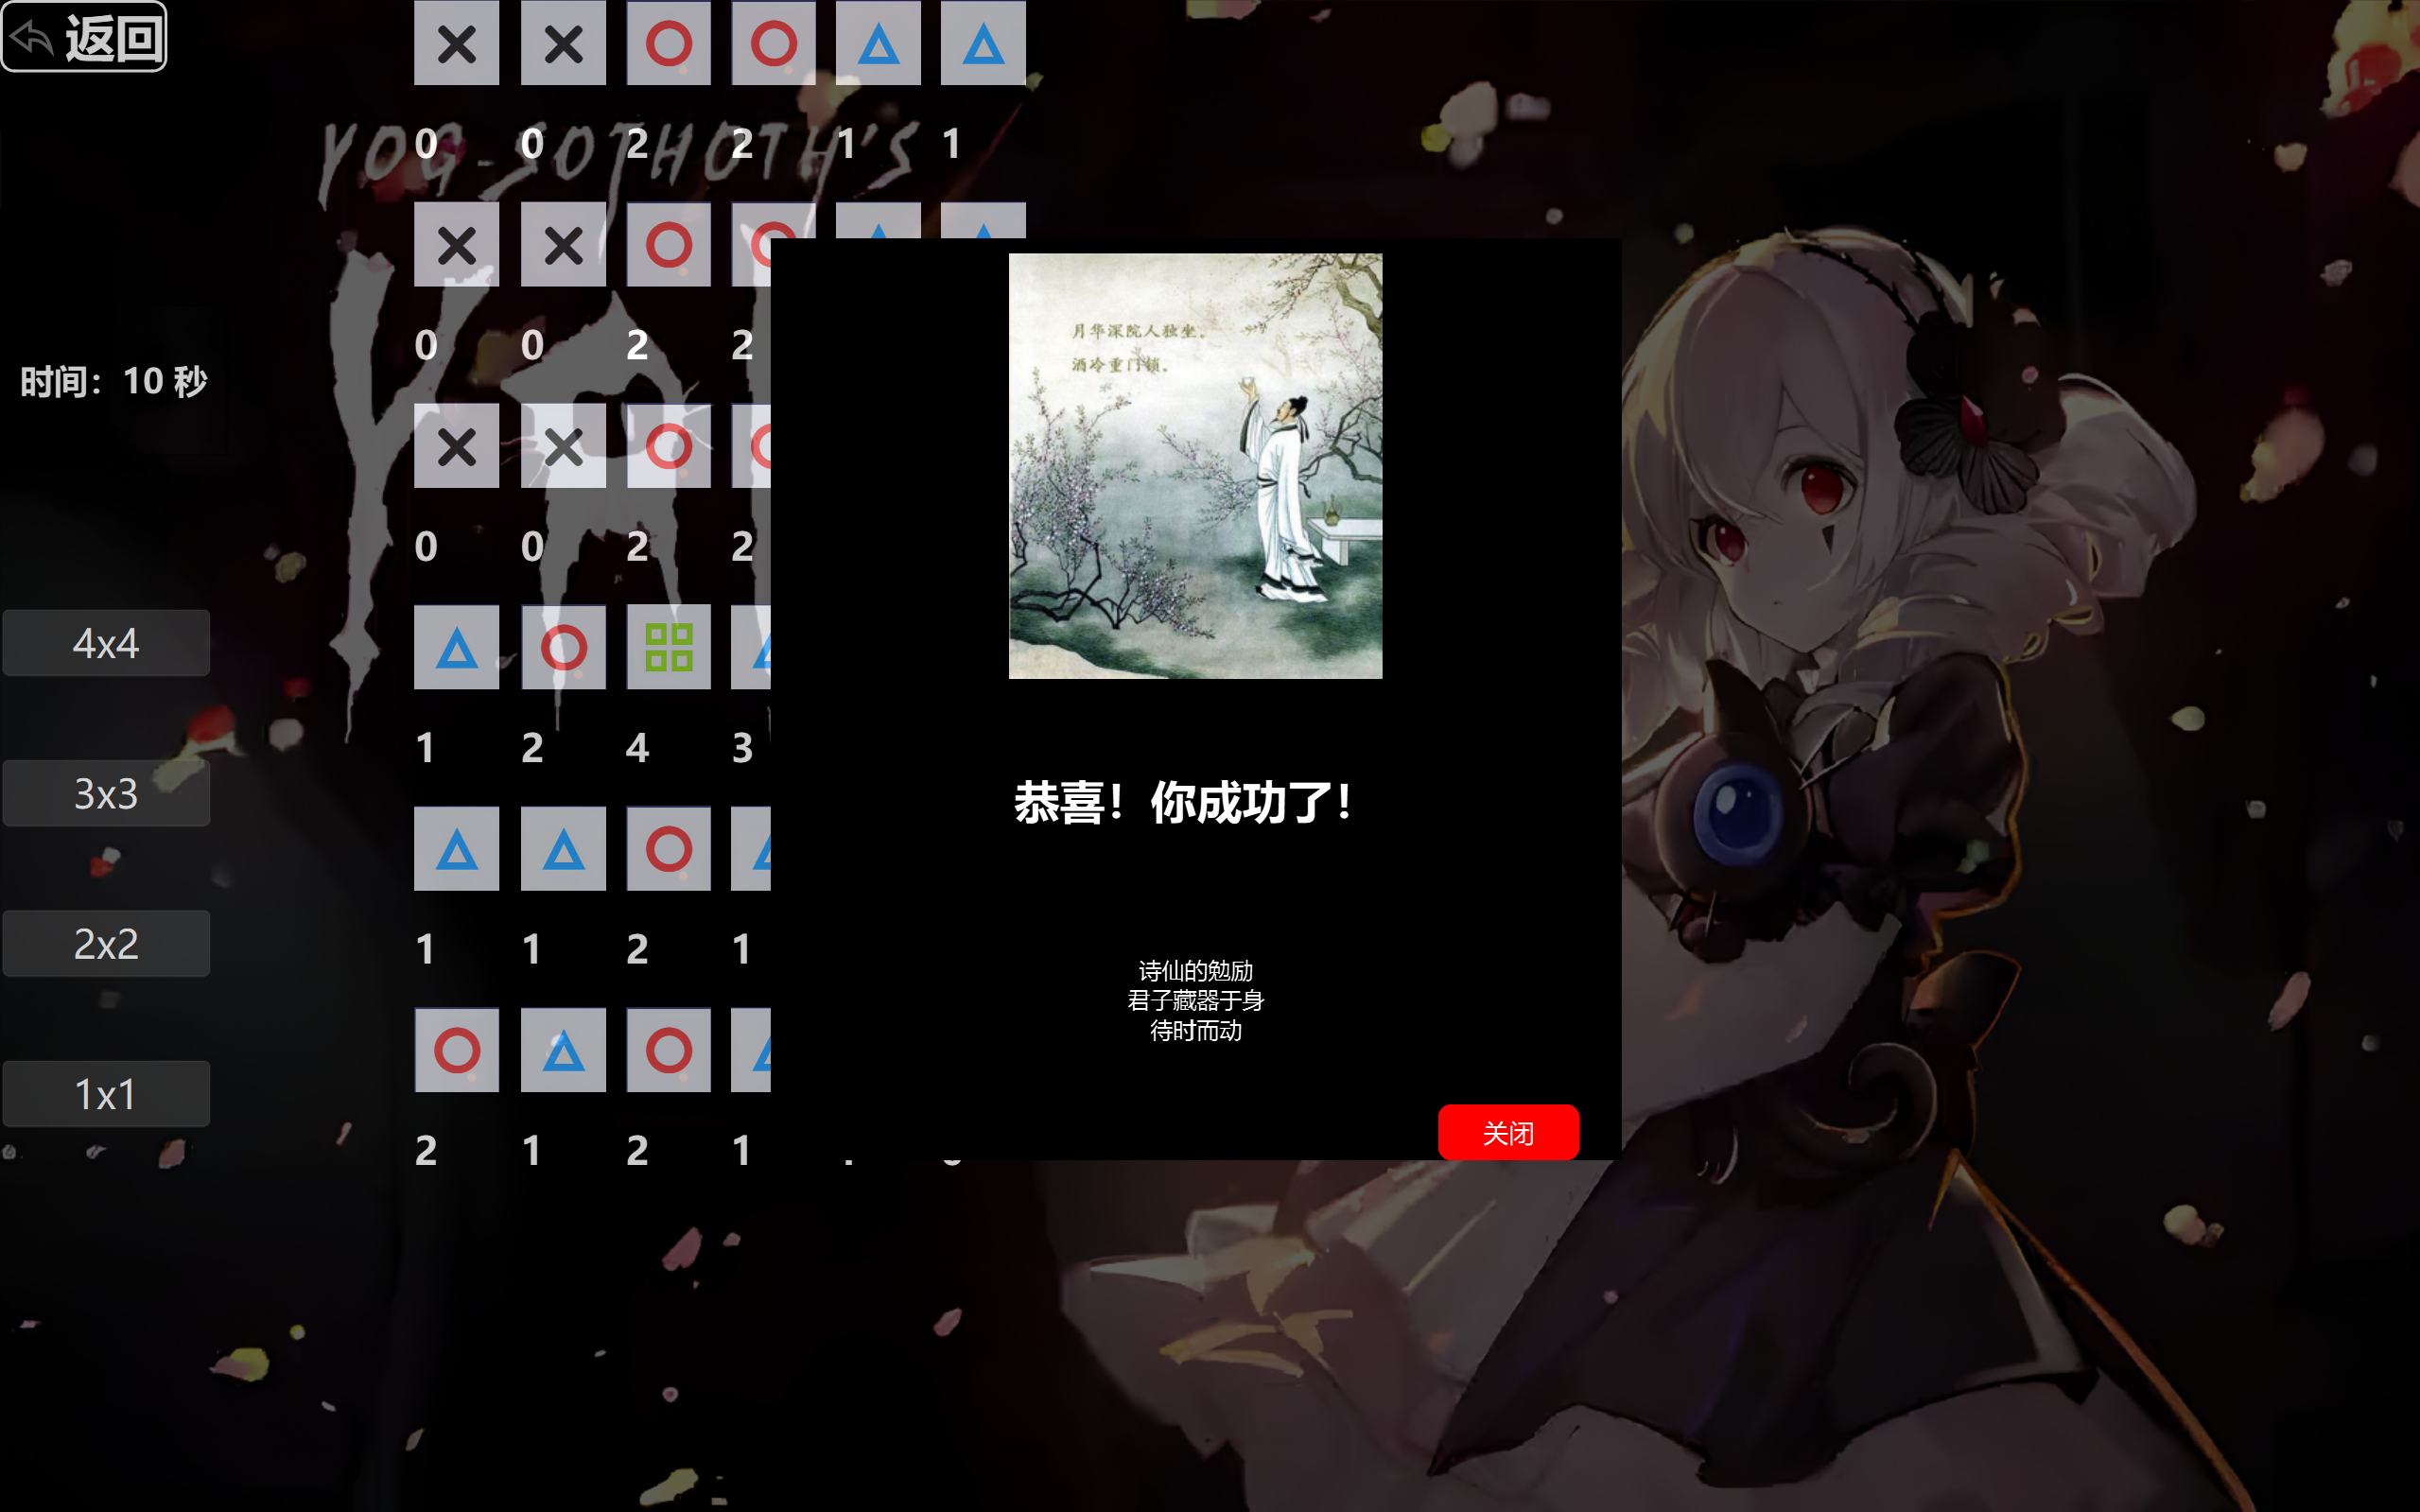 返回
0 0 2 2 1 1
YOG-SOTHOTH'S
0 0 2 2
月华深院人独坐。
酒冷重门锁。
时间：10 秒
0 0 2 2
4x4
1 2 4 3
3x3
恭喜！你成功了！
2x2
1 1 2 1
诗仙的勉励
君子藏器于身
待时而动
1x1
关闭
2 1 2 1